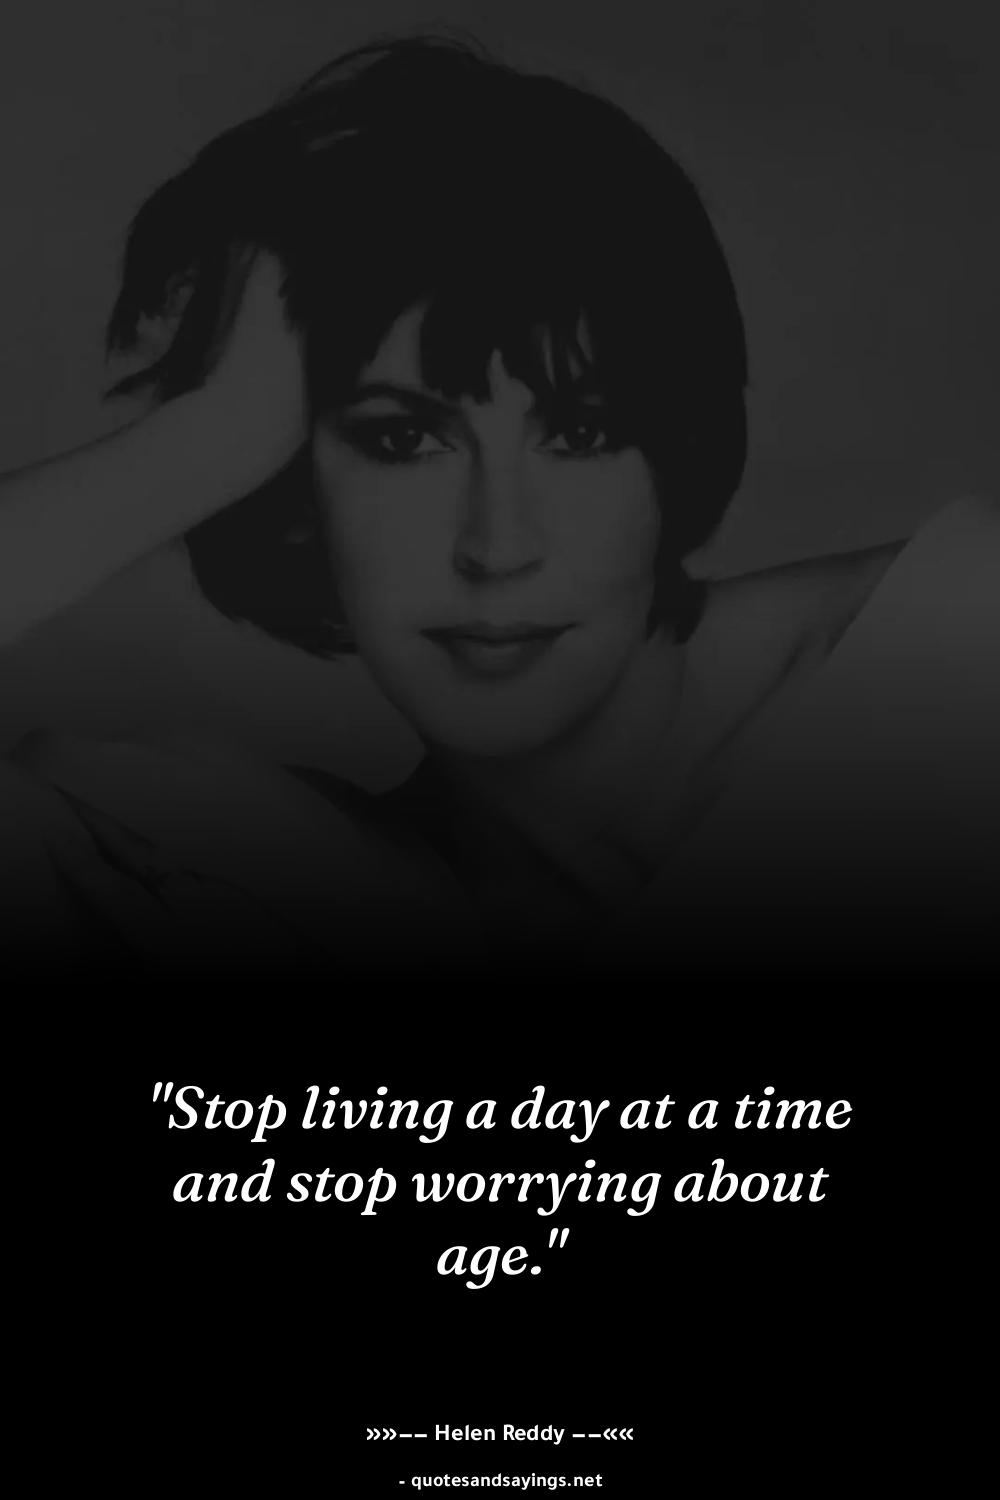 "Stop living a day at a time
and stop worrying about
age."
»»−− Helen Reddy −−««
- quotesandsayings.net